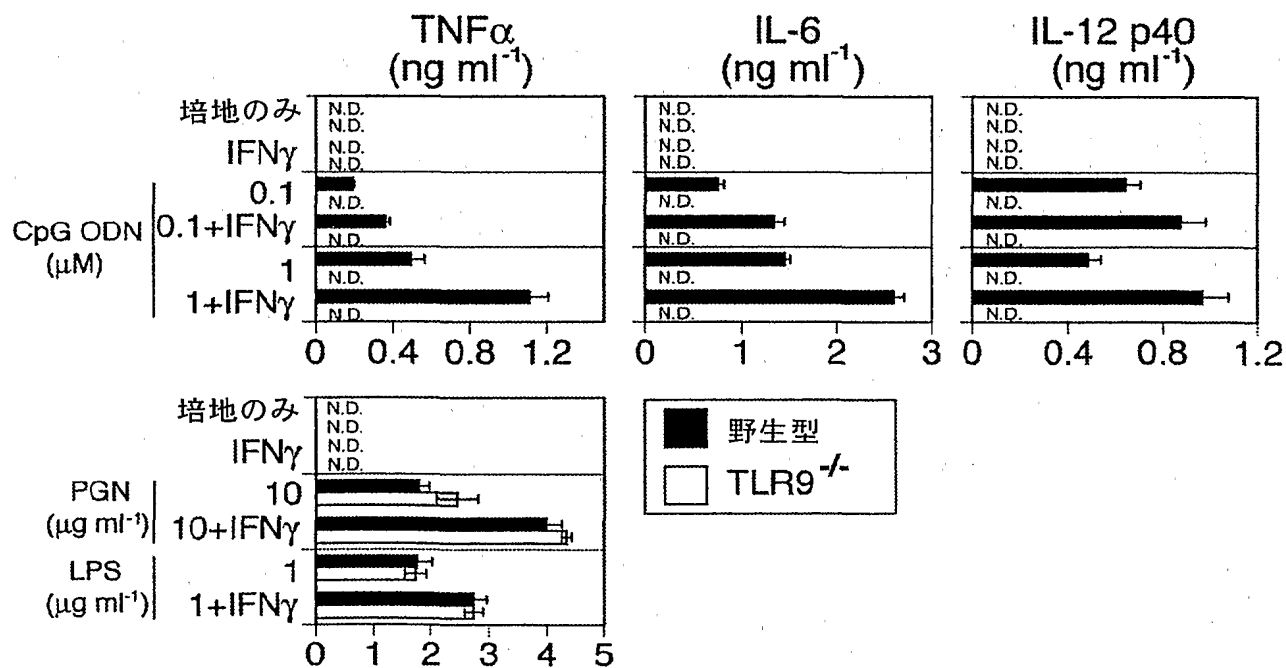 TNFα
(ng ml⁻¹)
IL-6
(ng ml⁻¹)
IL-12 p40
(ng ml⁻¹)
培地のみ
N.D.
N.D.
N.D.
N.D.
N.D.
N.D.
IFNγ
N.D.
N.D.
N.D.
N.D.
N.D.
N.D.
CpG ODN
(μM)
0.1
N.D.
N.D.
N.D.
0.1+IFNγ
N.D.
N.D.
N.D.
1
N.D.
N.D.
N.D.
1+IFNγ
N.D.
N.D.
N.D.
0 0.4 0.8 1.2
0 1 2 3
0 0.4 0.8 1.2
培地のみ
N.D.
N.D.
IFNγ
N.D.
N.D.
PGN
(μg ml⁻¹)
10
10+IFNγ
LPS
(μg ml⁻¹)
1
1+IFNγ
0 1 2 3 4 5
野生型
TLR9⁻/⁻